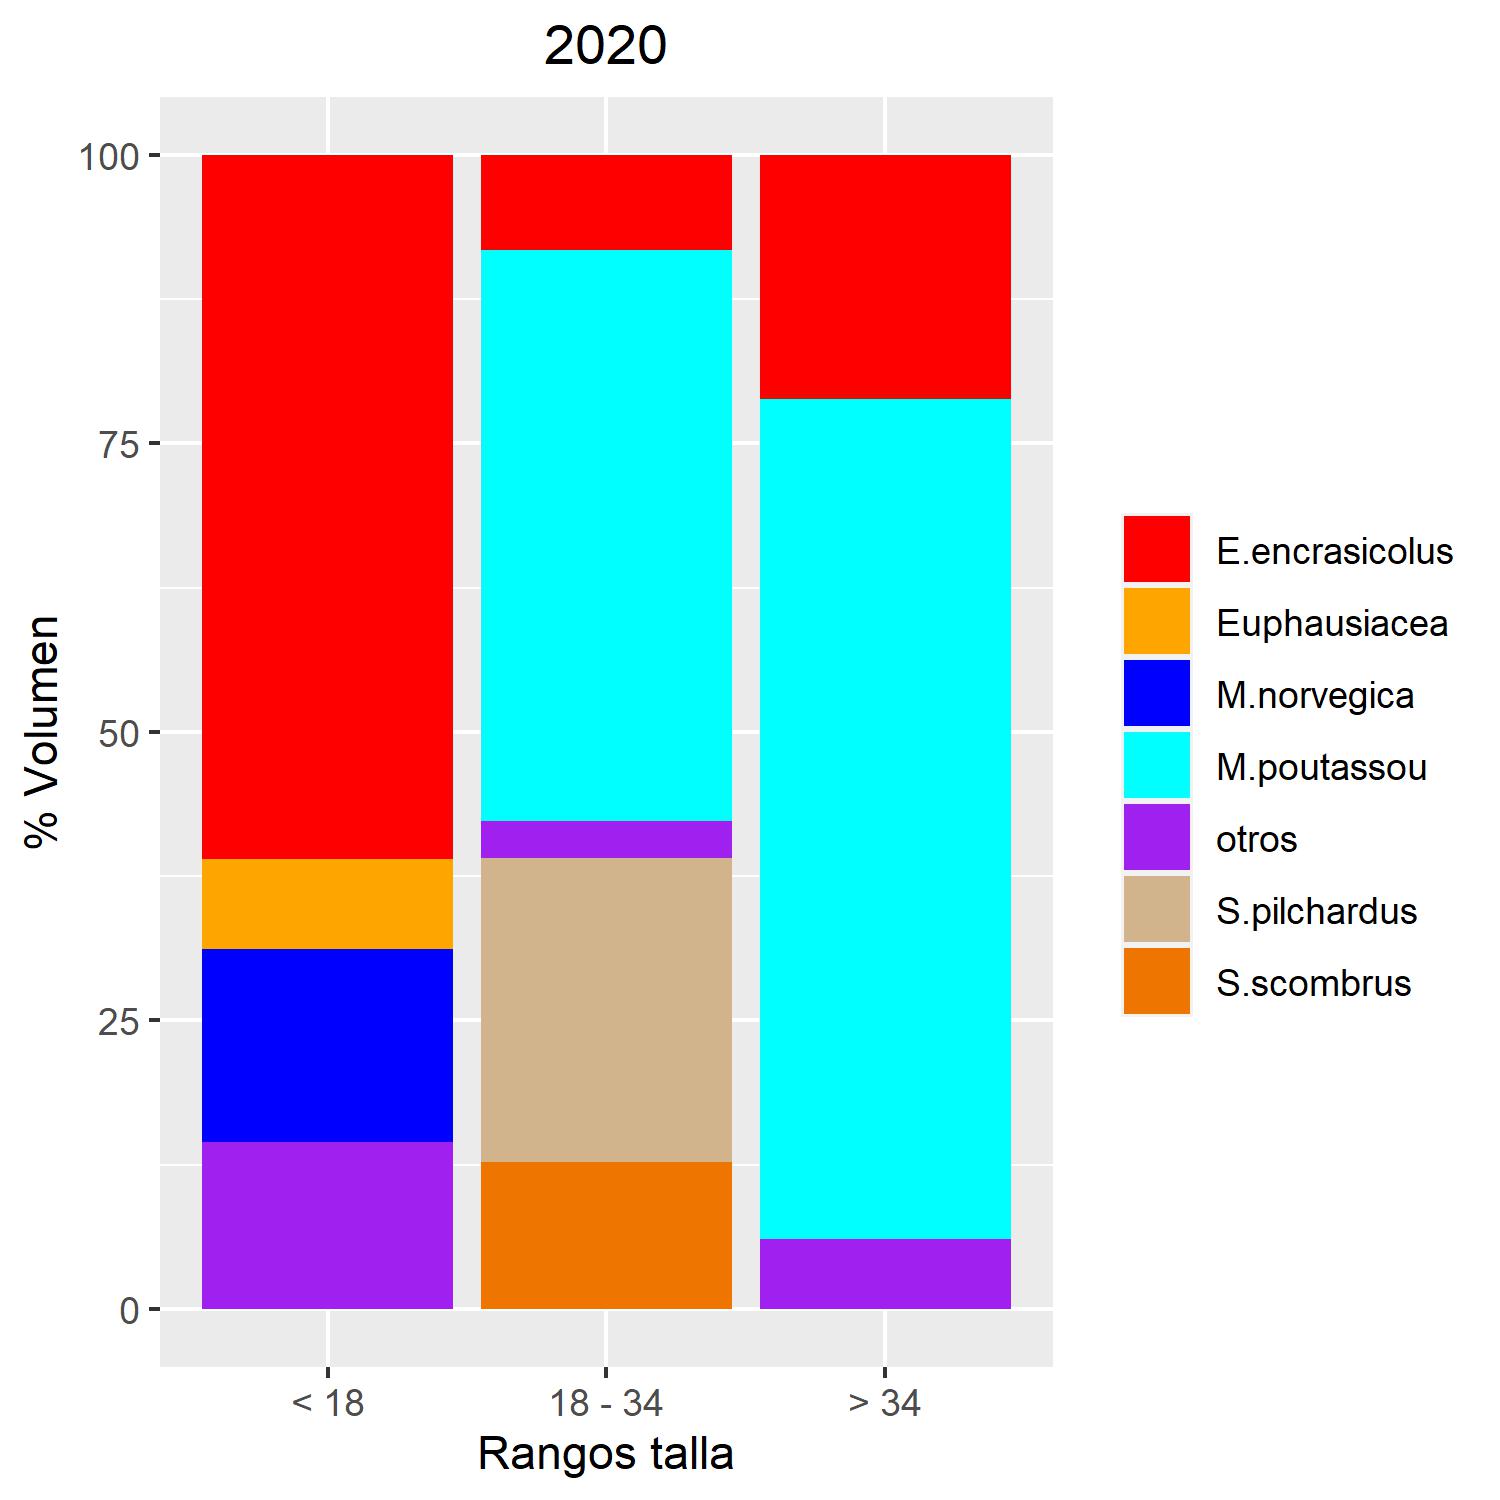 2020
% Volumen
100
75
50
25
0
< 18
18 - 34
> 34
Rangos talla
E.encrasicolus
Euphausiacea
M.norvegica
M.poutassou
otros
S.pilchardus
S.scombrus